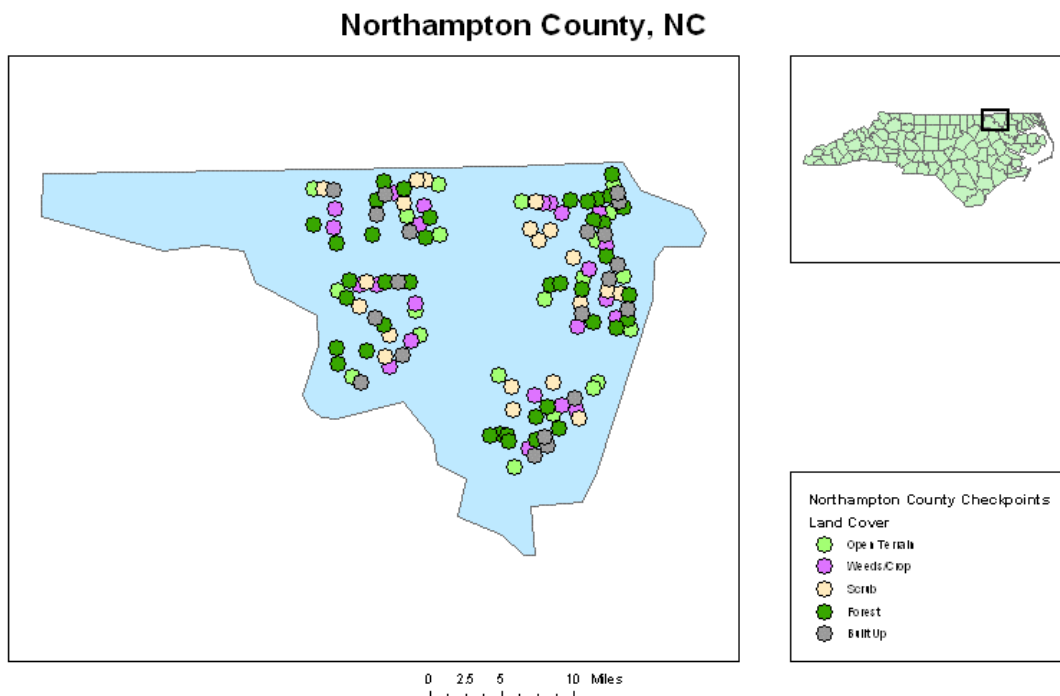 Northampton County, NC
Northampton County Checkpoints
Land Cover
Open Terrain
Weeds/Crop
Scrub
Forest
Built Up
0 2.5 5 10 Miles